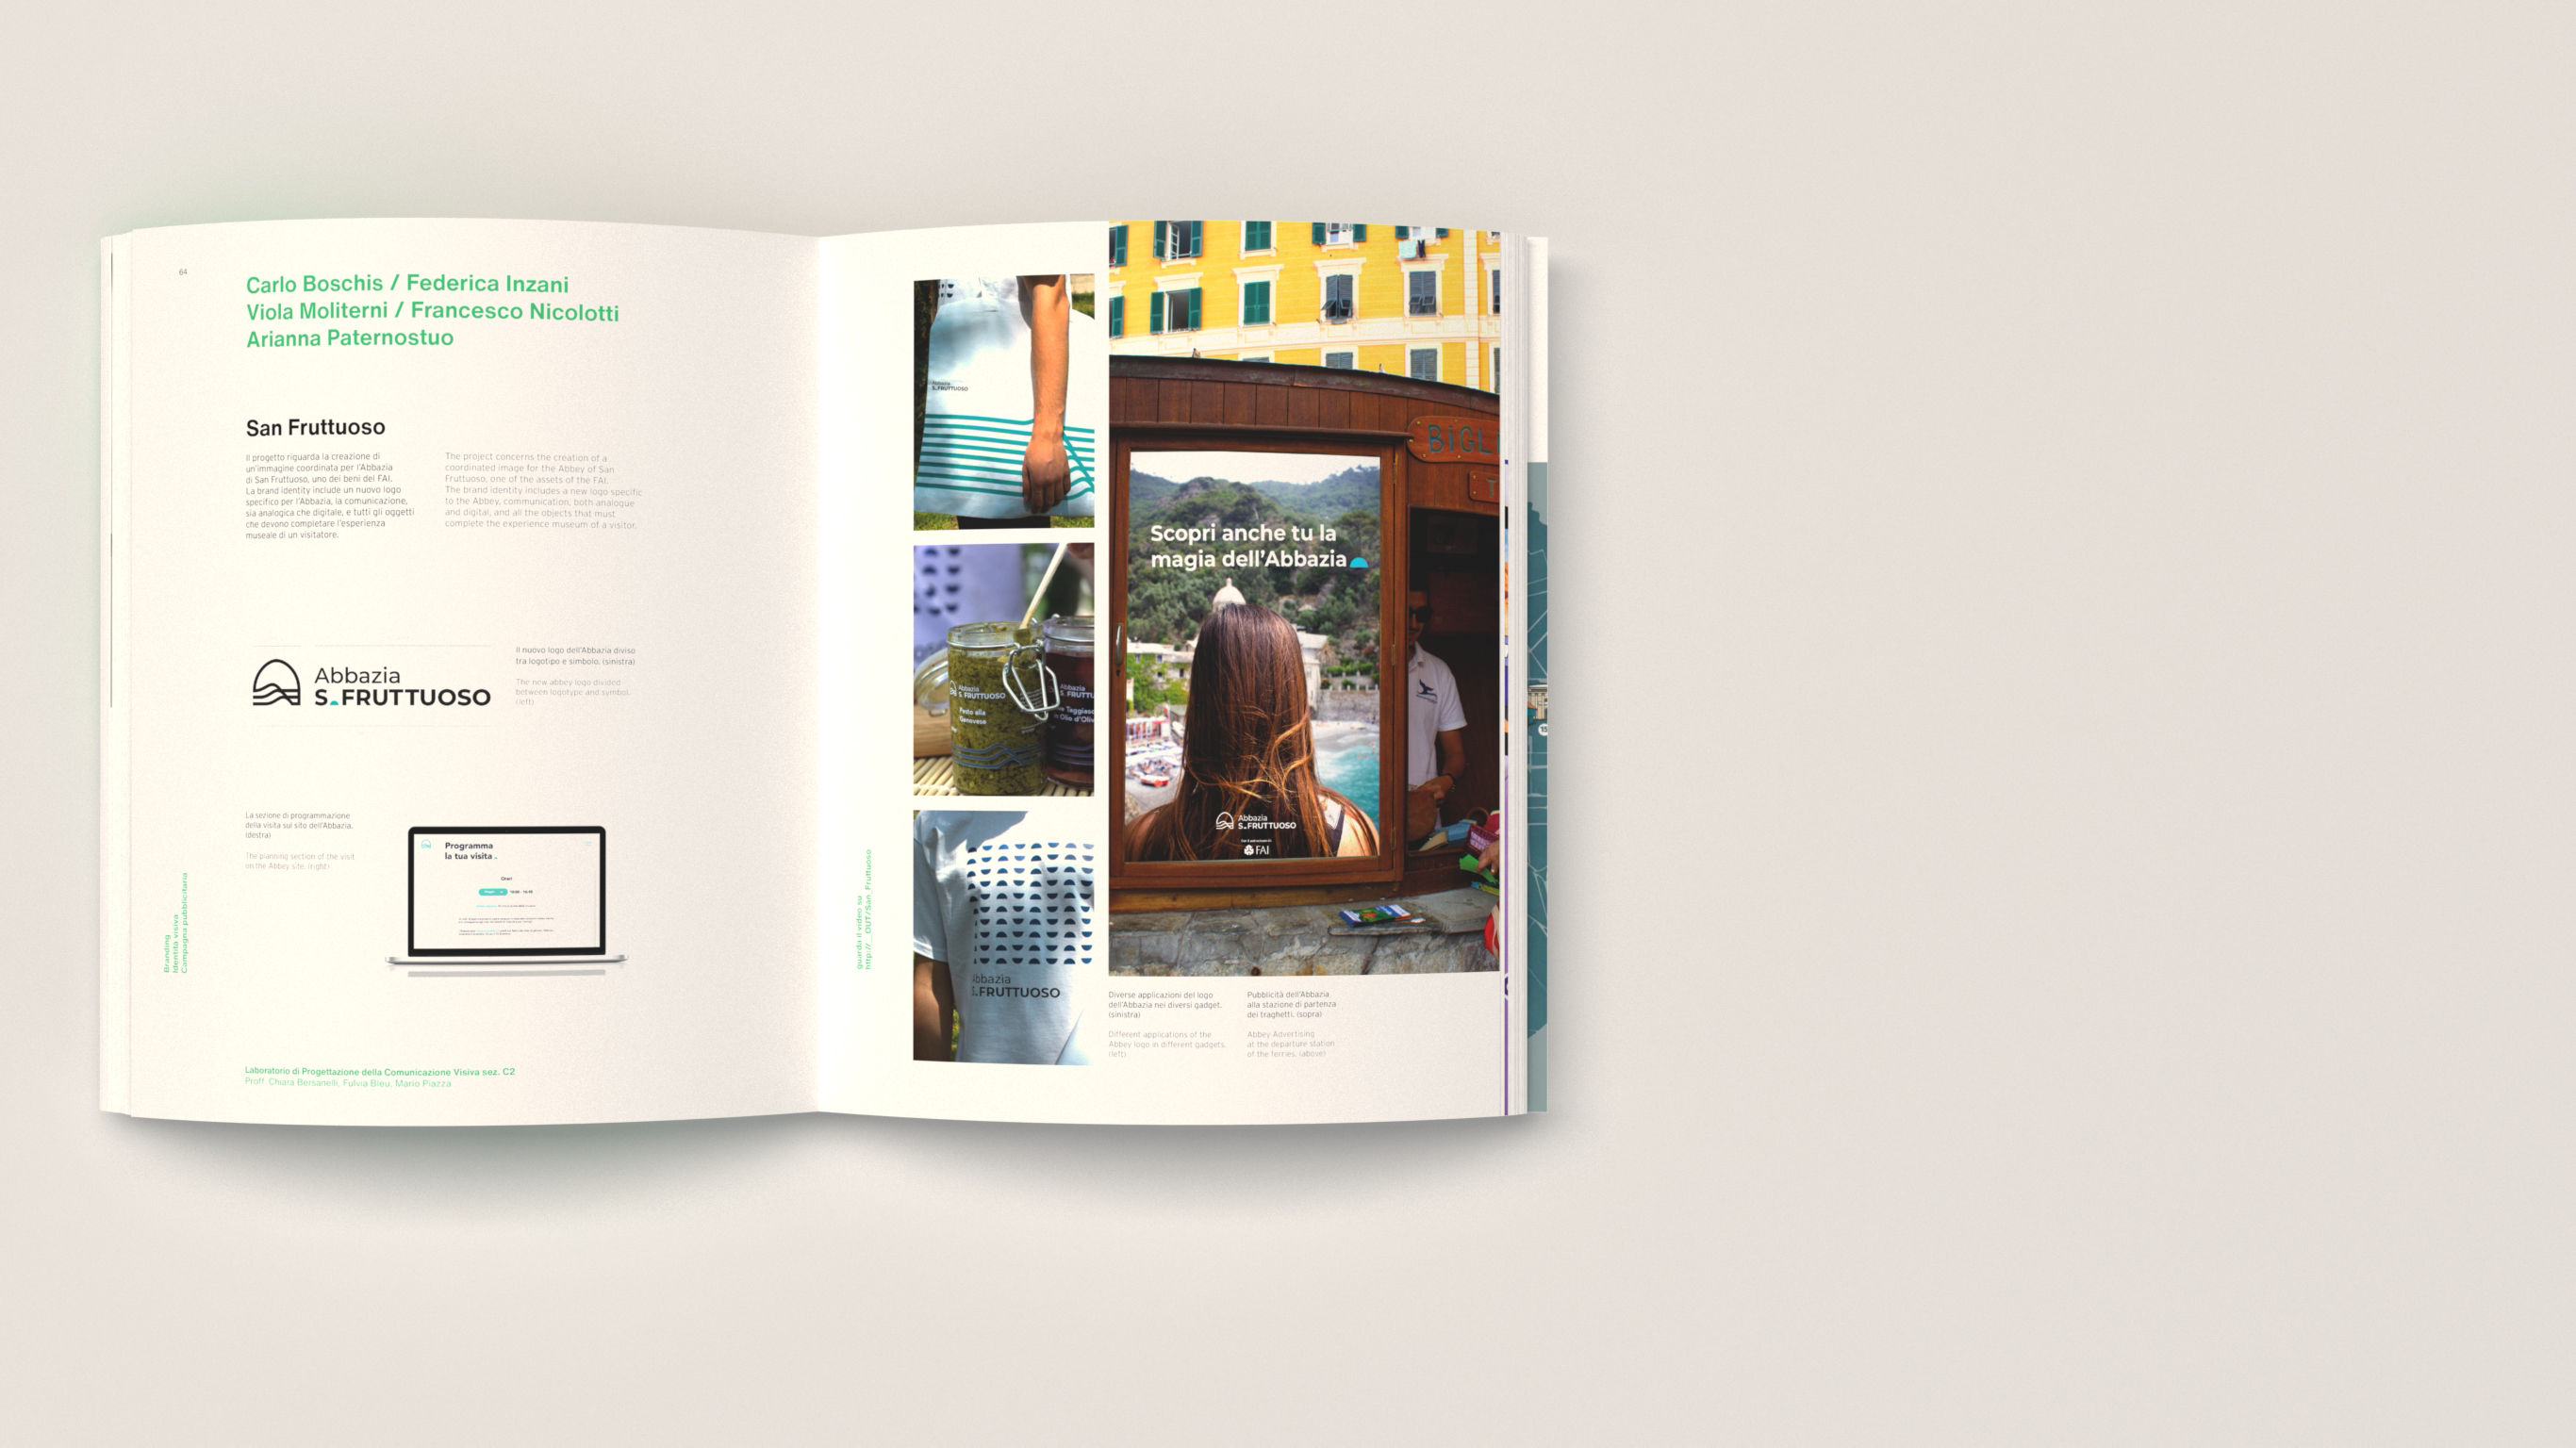 64
Carlo Boschis / Federica Inzani
Viola Moliterni / Francesco Nicolotti
Arianna Paternostuo
San Fruttuoso
Il progetto riguarda la creazione di
un'immagine coordinata per l'Abbazia
di San Fruttuoso, uno dei beni del FAI.
La brand identity include un nuovo logo
specifico per l'Abbazia, la comunicazione,
sia analogica che digitale, e tutti gli oggetti
che devono completare l'esperienza
museale di un visitatore.
The project concerns the creation of a
coordinated image for the Abbey of San
Fruttuoso, one of the assets of the FAI.
The brand identity includes a new logo specific
to the Abbey, communication, both analogue
and digital, and all the objects that must
complete the experience museum of a visitor.
Abbazia
S.FRUTTUOSO
Il nuovo logo dell'Abbazia diviso
tra logotipo e simbolo. (sinistra)
The new abbey logo divided
between logotype and symbol.
(left)
La sezione di programmazione
della visita sul sito dell'Abbazia.
(destra)
The planning section of the visit
on the Abbey site. (right)
Programma
la tua visita .
Orari
Branding
Identità visiva
Campagna pubblicitaria
Laboratorio di Progettazione della Comunicazione Visiva sez. C2
Proff. Chiara Bersanelli, Fulvia Bleu, Mario Piazza
guarda il video su
http://__OUT/San_Fruttuoso
Abbazia
S.FRUTTUOSO
Abbazia
S.FRUTTUOSO
Pesto alla
Genovese
Abbazia
S.FRUTTU
Taggiasc
Olio d'Oliv
bbazia
.FRUTTUOSO
BIGL
T
Scopri anche tu la
magia dell'Abbazia
Abbazia
S.FRUTTUOSO
FAI
Diverse applicazioni del logo
dell'Abbazia nei diversi gadget.
(sinistra)
Different applications of the
Abbey logo in different gadgets.
(left)
Pubblicità dell'Abbazia
alla stazione di partenza
dei traghetti. (sopra)
Abbey Advertising
at the departure station
of the ferries. (above)